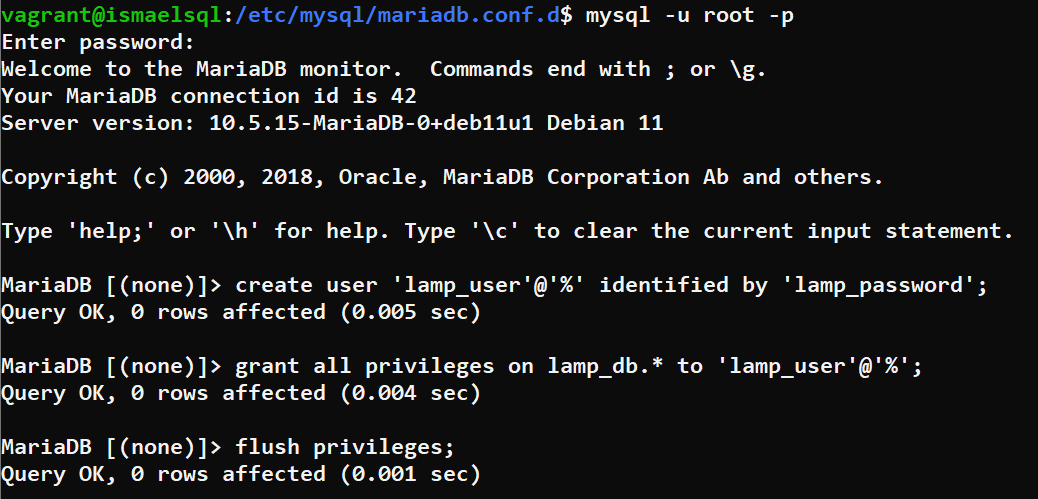 vagrant@ismaelsql:/etc/mysql/mariadb.conf.d$ mysql -u root -p
Enter password:
Welcome to the MariaDB monitor.  Commands end with ; or \g.
Your MariaDB connection id is 42
Server version: 10.5.15-MariaDB-0+deb11u1 Debian 11
Copyright (c) 2000, 2018, Oracle, MariaDB Corporation Ab and others.
Type 'help;' or '\h' for help. Type '\c' to clear the current input statement.
MariaDB [(none)]> create user 'lamp_user'@'%' identified by 'lamp_password';
Query OK, 0 rows affected (0.005 sec)
MariaDB [(none)]> grant all privileges on lamp_db.* to 'lamp_user'@'%';
Query OK, 0 rows affected (0.004 sec)
MariaDB [(none)]> flush privileges;
Query OK, 0 rows affected (0.001 sec)